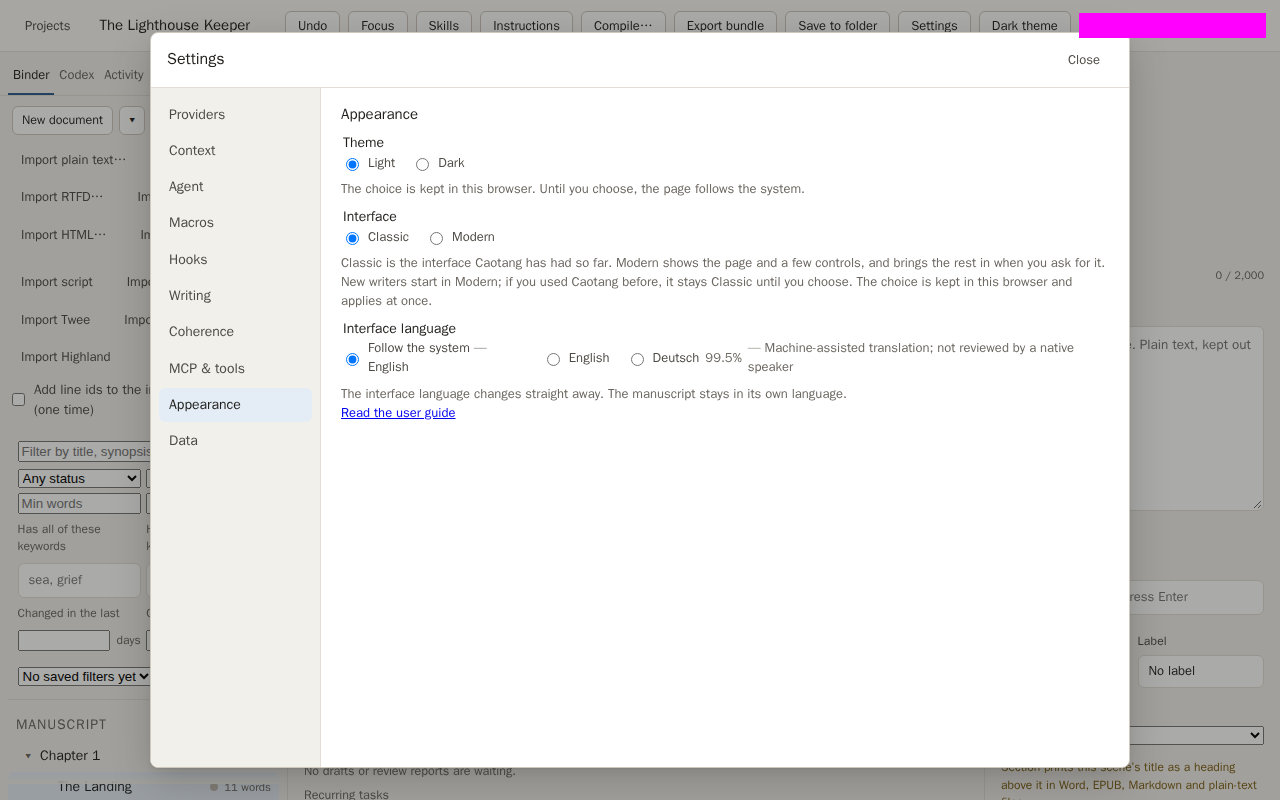 Projects The Lighthouse Keeper Undo Focus Skills Instructions Compile··· Export bundle Save to folder Settings Dark theme
Settings Close
Binder Codex Activity
New document ▾
Import plain text···
Import RTFD···
Import HTML···
Import script
Import Twee
Import Highland
Add line ids to the
(one time)
Filter by title, synopsis
Any status
Min words
Has all of these
keywords
sea, grief
Changed in the last
days
No saved filters yet
MANUSCRIPT
▾ Chapter 1
The Landing 11 words
Providers
Context
Agent
Macros
Hooks
Writing
Coherence
MCP & tools
Appearance
Data
Appearance
Theme
Light Dark
The choice is kept in this browser. Until you choose, the page follows the system.
Interface
Classic Modern
Classic is the interface Caotang has had so far. Modern shows the page and a few controls, and brings the rest in when you ask for it.
New writers start in Modern; if you used Caotang before, it stays Classic until you choose. The choice is kept in this browser and
applies at once.
Interface language
Follow the system —
English
English
Deutsch 99.5%
— Machine-assisted translation; not reviewed by a native
speaker
The interface language changes straight away. The manuscript stays in its own language.
Read the user guide
No drafts or review reports are waiting.
Recurring tasks
0 / 2,000
Plain text, kept out
Enter
Label
No label
Section prints this scene's title as a heading
above it in Word, EPUB, Markdown and plain-text